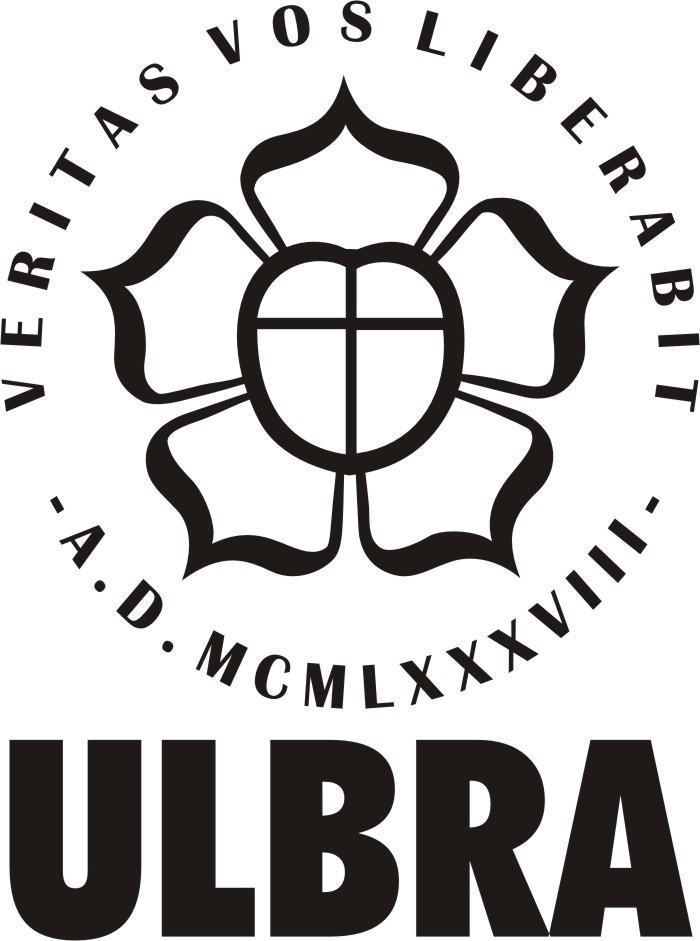 VERITAS VOS LIBERABIT
- A.D. MCMLXXXVIII -
ULBRA